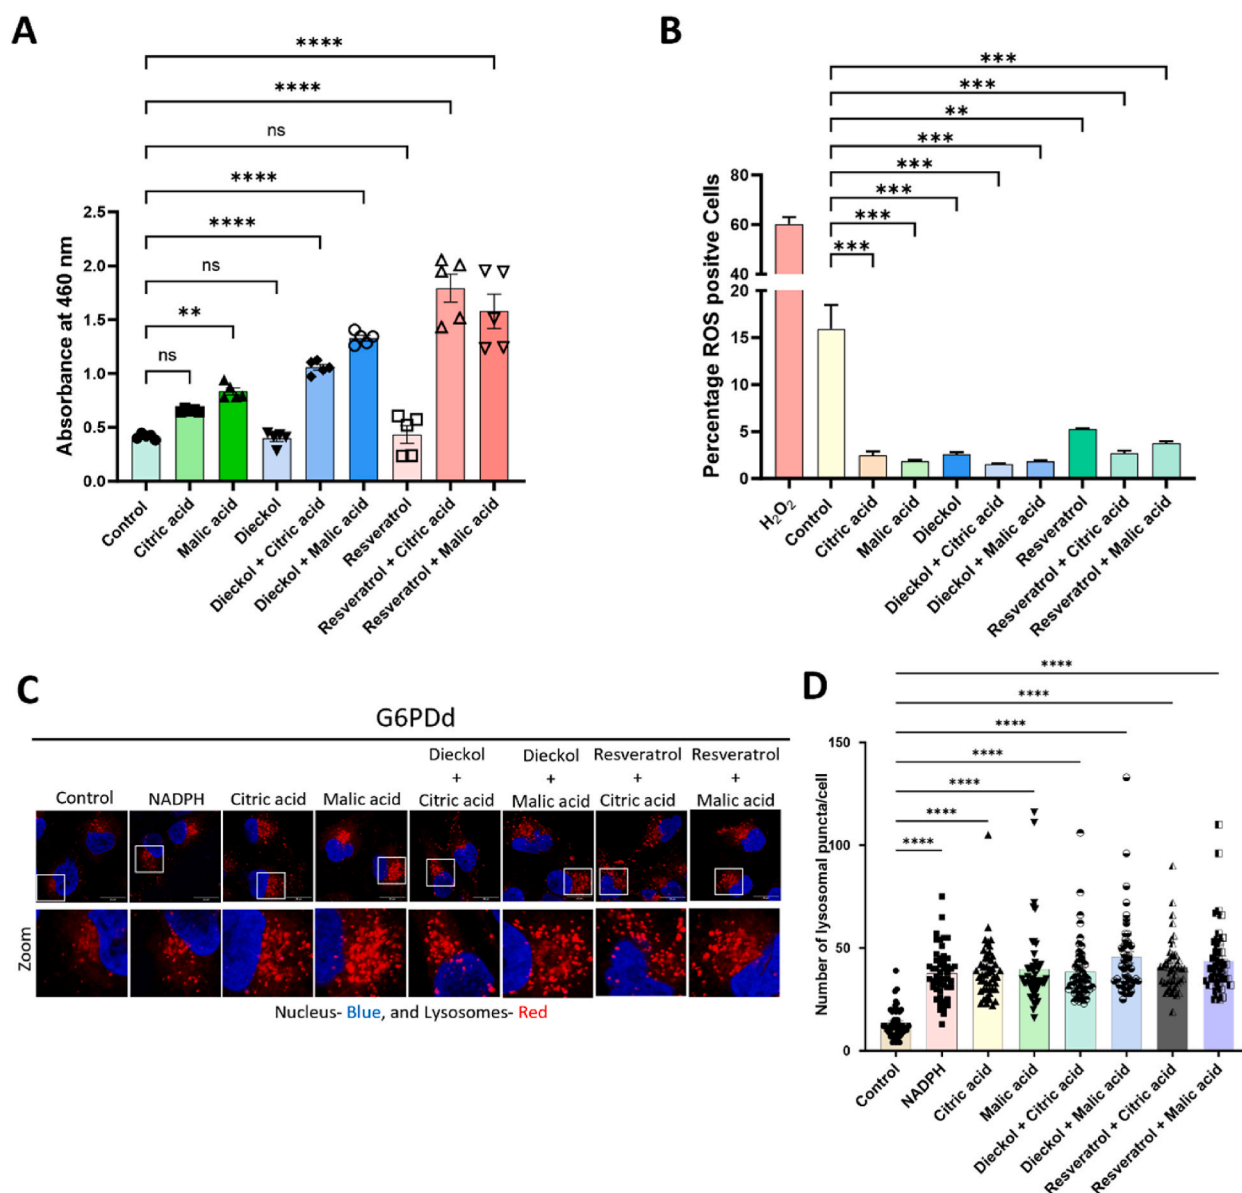 A
****
****
ns
****
****
ns
**
ns
Absorbance at 460 nm
2.5
2.0
1.5
1.0
0.5
0.0
Control
Citric acid
Malic acid
Dieckol
Dieckol + Citric acid
Dieckol + Malic acid
Resveratrol
Resveratrol + Citric acid
Resveratrol + Malic acid
B
***
***
**
***
***
***
***
***
Percentage ROS positve Cells
80
60
40
20
15
10
5
0
H₂O₂
Control
Citric acid
Malic acid
Dieckol
Dieckol + Citric acid
Dieckol + Malic acid
Resveratrol
Resveratrol + Citric acid
Resveratrol + Malic acid
C
G6PDd
Control
NADPH
Citric acid
Malic acid
Dieckol
+
Citric acid
Dieckol
+
Malic acid
Resveratrol
+
Citric acid
Resveratrol
+
Malic acid
Zoom
Nucleus- Blue, and Lysosomes- Red
D
****
****
****
****
****
****
****
Number of lysosomal puncta/cell
150
100
50
0
Control
NADPH
Citric acid
Malic acid
Dieckol + Citric acid
Dieckol + Malic acid
Resveratrol + Citric acid
Resveratrol + Malic acid